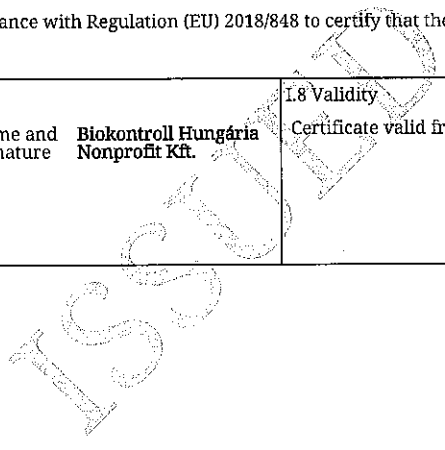 ance with Regulation (EU) 2018/848 to certify that the
I.8 Validity
me and Biokontroll Hungária
nature Nonprofit Kft.
Certificate valid fr
ISSUED